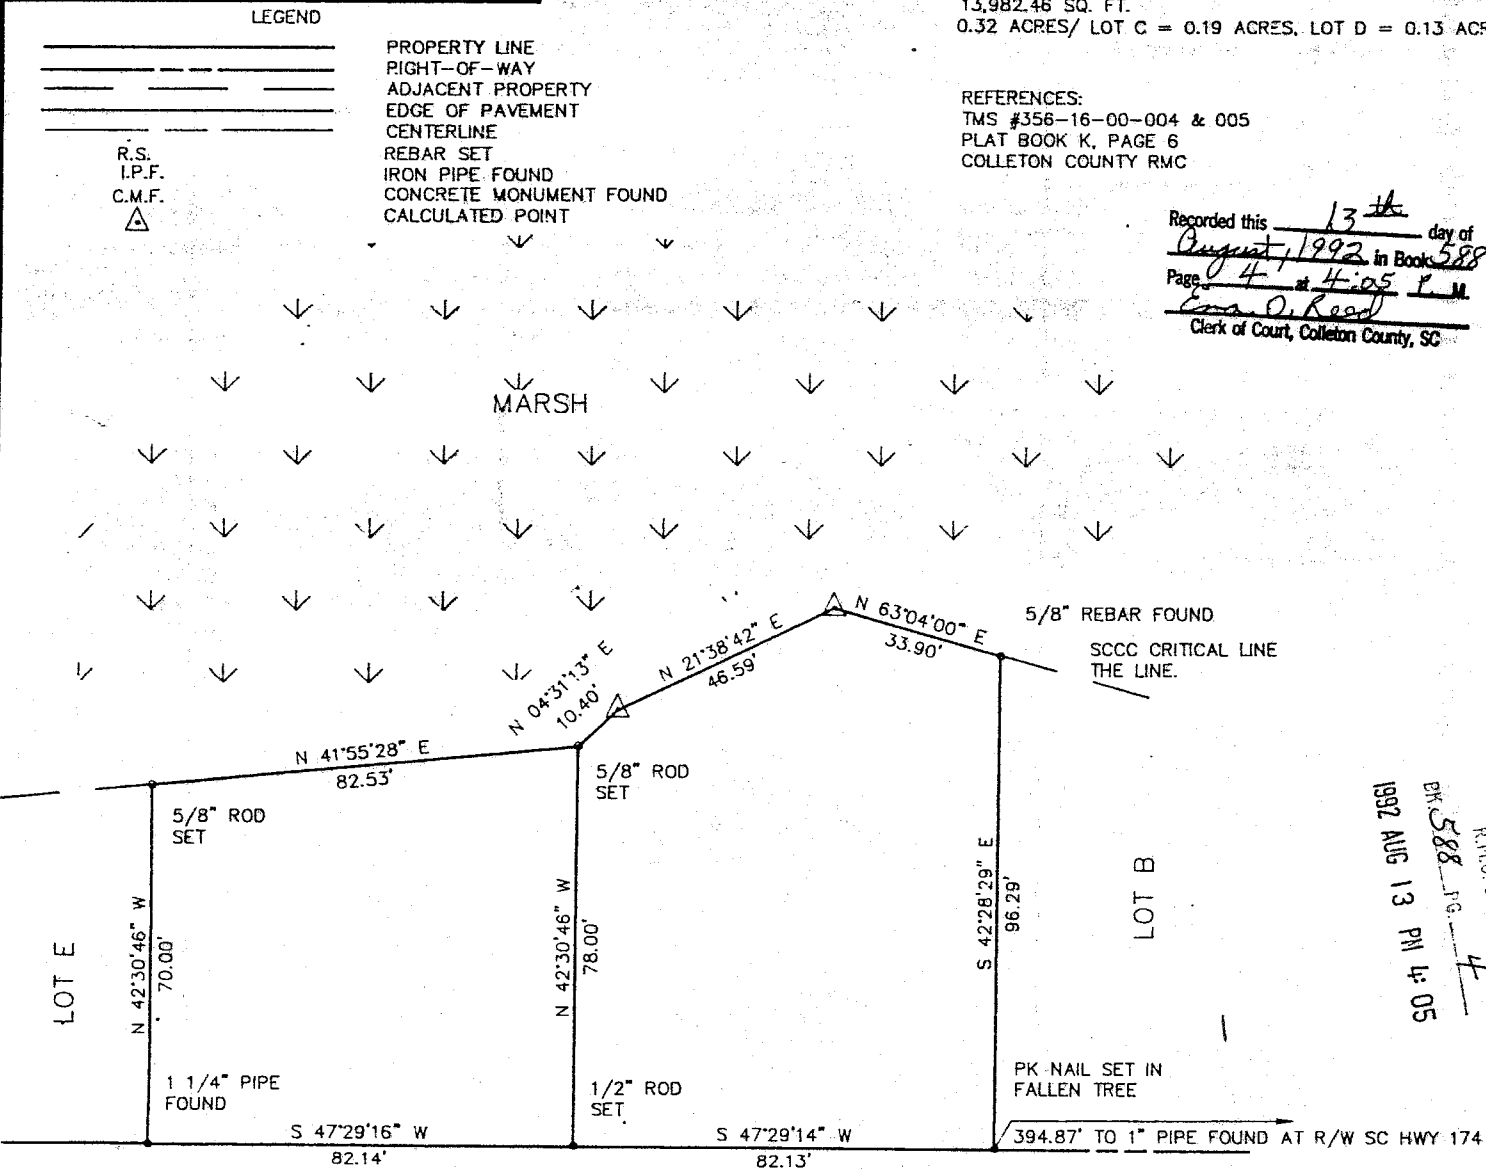 LEGEND
PROPERTY LINE
RIGHT-OF-WAY
ADJACENT PROPERTY
EDGE OF PAVEMENT
CENTERLINE
R.S. REBAR SET
I.P.F. IRON PIPE FOUND
C.M.F. CONCRETE MONUMENT FOUND
CALCULATED POINT
13,982.46 SQ. FT.
0.32 ACRES/ LOT C = 0.19 ACRES, LOT D = 0.13 ACR
REFERENCES:
TMS #356-16-00-004 & 005
PLAT BOOK K, PAGE 6
COLLETON COUNTY RMC
Recorded this 13th day of
August, 1992 in Book 588
Page 4 at 4:05 P. M.
O. Reed
Clerk of Court, Colleton County, SC
MARSH
N 63°04'00" E
33.90'
5/8" REBAR FOUND
SCCC CRITICAL LINE
THE LINE.
N 21°38'42" E
46.59'
N 04°31'13" E
10.40'
N 41°55'28" E
82.53'
5/8" ROD
SET
5/8" ROD
SET
LOT E
N 42°30'46" W
70.00'
N 42°30'46" W
78.00'
S 42°28'29" E
96.29'
LOT B
BK. 588 PG. 4
1992 AUG 13 PM 4:05
1 1/4" PIPE
FOUND
1/2" ROD
SET
PK NAIL SET IN
FALLEN TREE
S 47°29'16" W
82.14'
S 47°29'14" W
82.13'
394.87' TO 1" PIPE FOUND AT R/W SC HWY 174